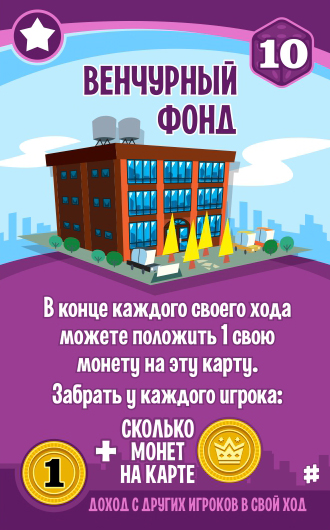 10
ВЕНЧУРНЫЙ
ФОНД
В конце каждого своего хода
можете положить 1 свою
монету на эту карту.
Забрать у каждого игрока:
СКОЛЬКО
+ МОНЕТ
НА КАРТЕ
1
#
ДОХОД С ДРУГИХ ИГРОКОВ В СВОЙ ХОД